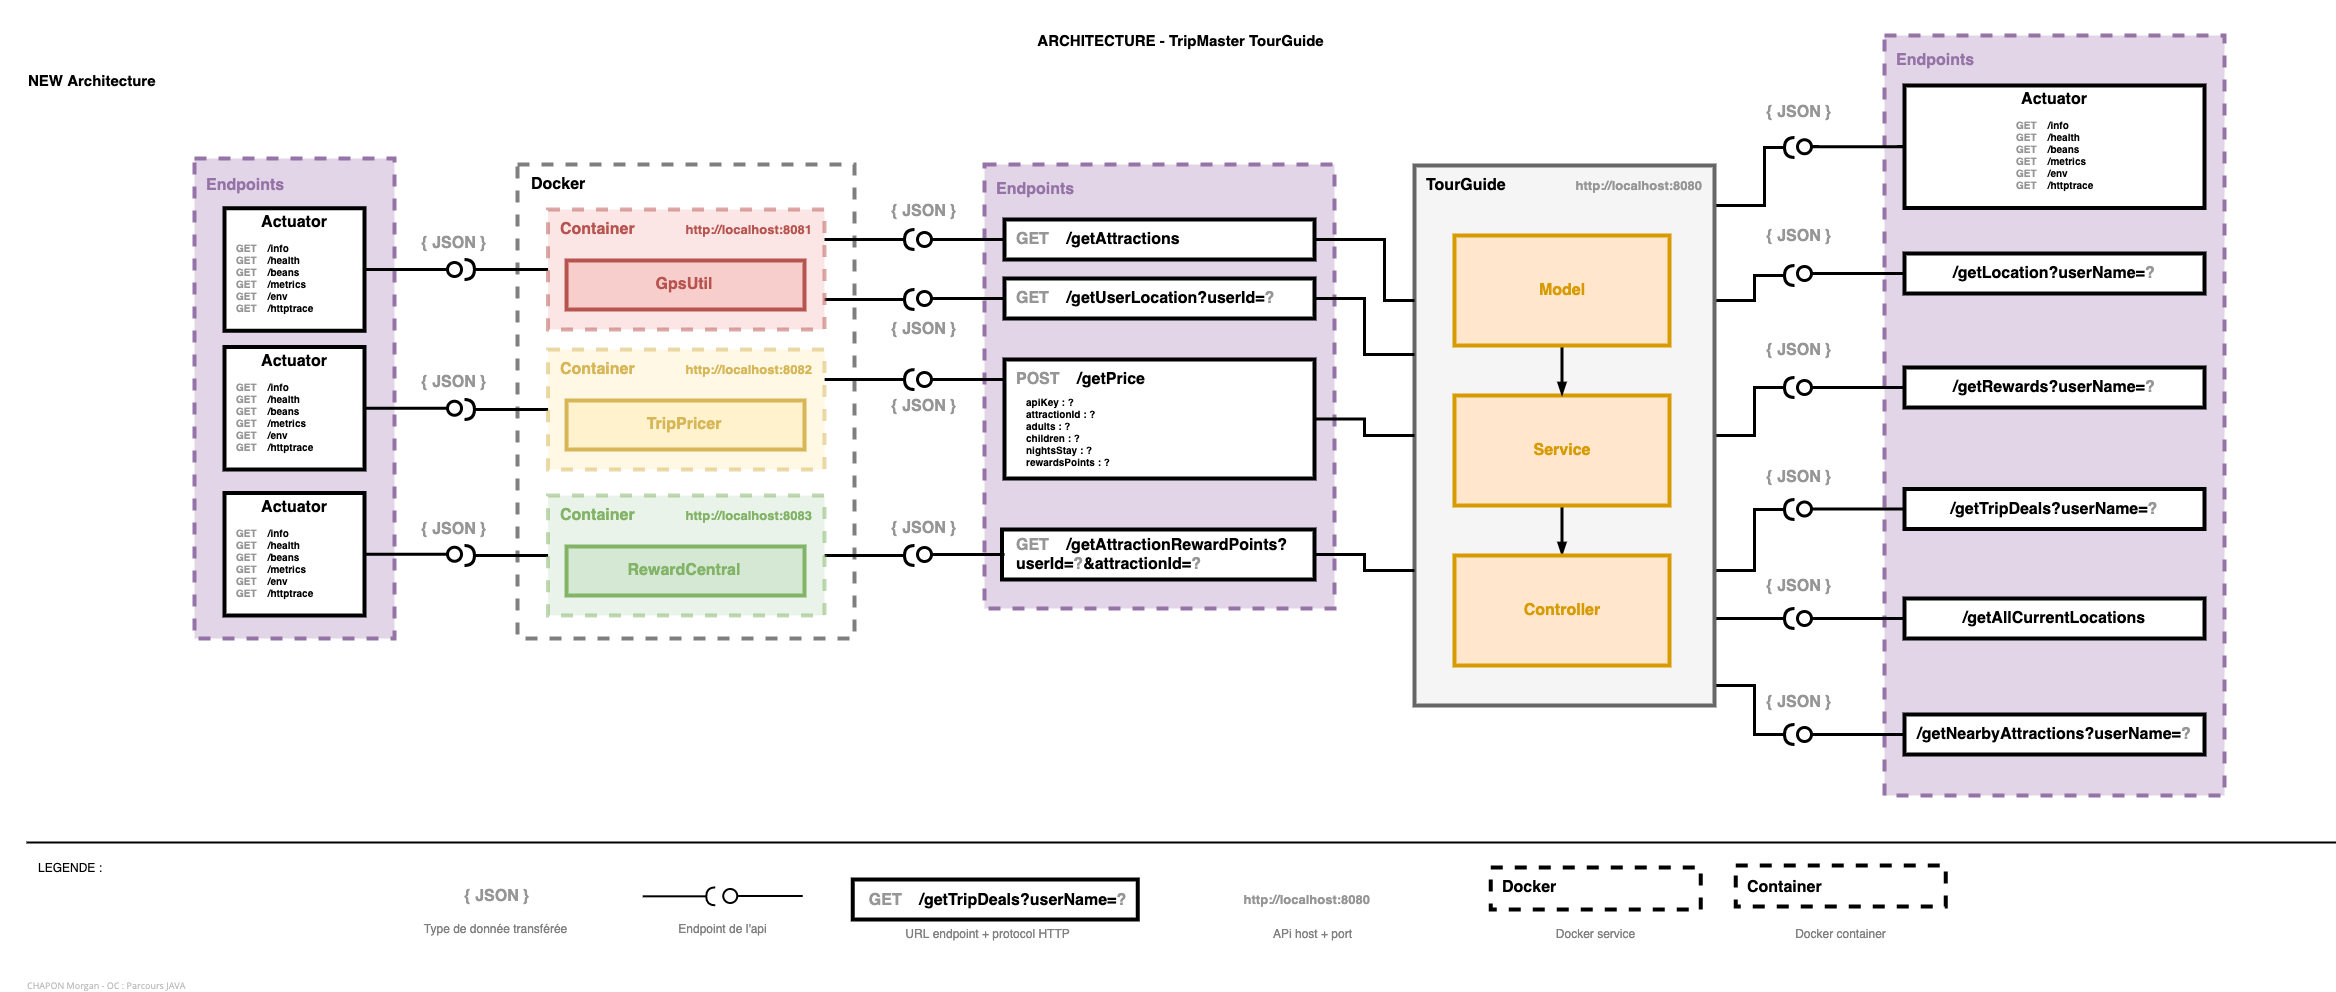 ARCHITECTURE - TripMaster TourGuide
NEW Architecture
Endpoints
Actuator
GET /info
GET /health
GET /beans
GET /metrics
GET /env
GET /httptrace
Actuator
GET /info
GET /health
GET /beans
GET /metrics
GET /env
GET /httptrace
Actuator
GET /info
GET /health
GET /beans
GET /metrics
GET /env
GET /httptrace
{ JSON }
{ JSON }
{ JSON }
Docker
Container http://localhost:8081
GpsUtil
Container http://localhost:8082
TripPricer
Container http://localhost:8083
RewardCentral
{ JSON }
{ JSON }
{ JSON }
{ JSON }
Endpoints
GET /getAttractions
GET /getUserLocation?userId=?
POST /getPrice
apiKey : ?
attractionId : ?
adults : ?
children : ?
nightsStay : ?
rewardsPoints : ?
GET /getAttractionRewardPoints?
userId=?&attractionId=?
TourGuide http://localhost:8080
Model
Service
Controller
{ JSON }
{ JSON }
{ JSON }
{ JSON }
{ JSON }
{ JSON }
Endpoints
Actuator
GET /info
GET /health
GET /beans
GET /metrics
GET /env
GET /httptrace
/getLocation?userName=?
/getRewards?userName=?
/getTripDeals?userName=?
/getAllCurrentLocations
/getNearbyAttractions?userName=?
LEGENDE :
{ JSON }
Type de donnée transférée
Endpoint de l'api
GET /getTripDeals?userName=?
URL endpoint + protocol HTTP
http://localhost:8080
APi host + port
Docker
Docker service
Container
Docker container
CHAPON Morgan - OC : Parcours JAVA